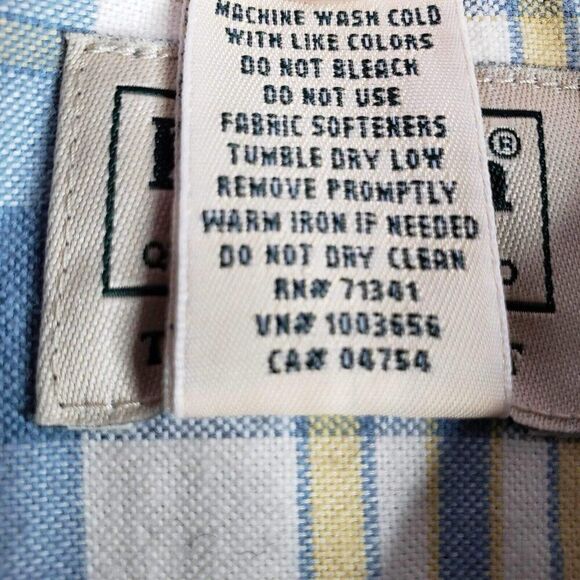 MACHINE WASH COLD
WITH LIKE COLORS
DO NOT BLEACH
DO NOT USE
FABRIC SOFTENERS
TUMBLE DRY LOW
REMOVE PROMPTLY
WARM IRON IF NEEDED
DO NOT DRY CLEAN
RN# 71341
VN# 1003656
CA# 04754